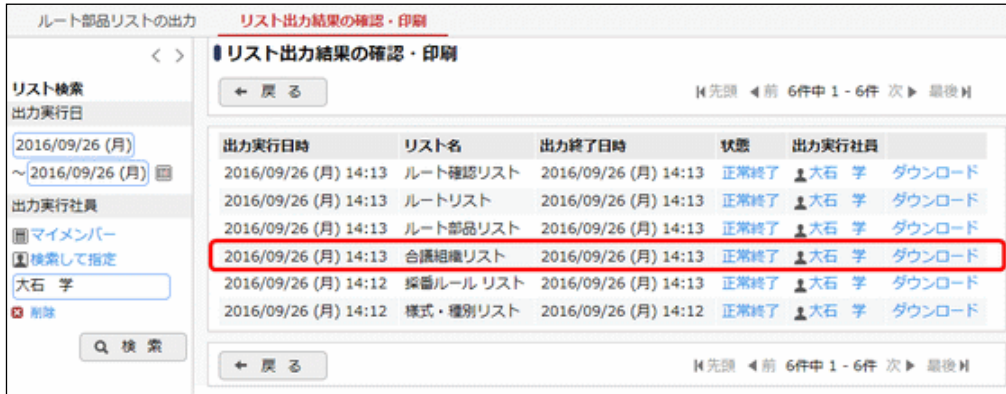 ルート部品リストの出力 リスト出力結果の確認・印刷
リスト検索
出力実行日
2016/09/26 (月)
～ 2016/09/26 (月)
出力実行社員
マイメンバー
検索して指定
大石 学
削除
検 索
リスト出力結果の確認・印刷
戻 る 先頭 前 6件中 1 - 6件 次 最後
出力実行日時 リスト名 出力終了日時 状態 出力実行社員
2016/09/26 (月) 14:13 ルート確認リスト 2016/09/26 (月) 14:13 正常終了 大石 学 ダウンロード
2016/09/26 (月) 14:13 ルートリスト 2016/09/26 (月) 14:13 正常終了 大石 学 ダウンロード
2016/09/26 (月) 14:13 ルート部品リスト 2016/09/26 (月) 14:13 正常終了 大石 学 ダウンロード
2016/09/26 (月) 14:13 合議組織リスト 2016/09/26 (月) 14:13 正常終了 大石 学 ダウンロード
2016/09/26 (月) 14:12 採番ルール リスト 2016/09/26 (月) 14:13 正常終了 大石 学 ダウンロード
2016/09/26 (月) 14:12 様式・種別リスト 2016/09/26 (月) 14:12 正常終了 大石 学 ダウンロード
戻 る 先頭 前 6件中 1 - 6件 次 最後